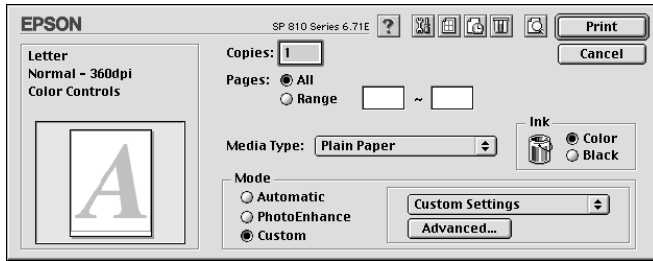 EPSON
SP 810 Series 6.71E ?
Print
Letter
Normal - 360dpi
Color Controls
A
Copies: 1
Cancel
Pages: All
Range ~
Media Type: Plain Paper
Ink
Color
Black
Mode
Automatic
PhotoEnhance
Custom
Custom Settings
Advanced...